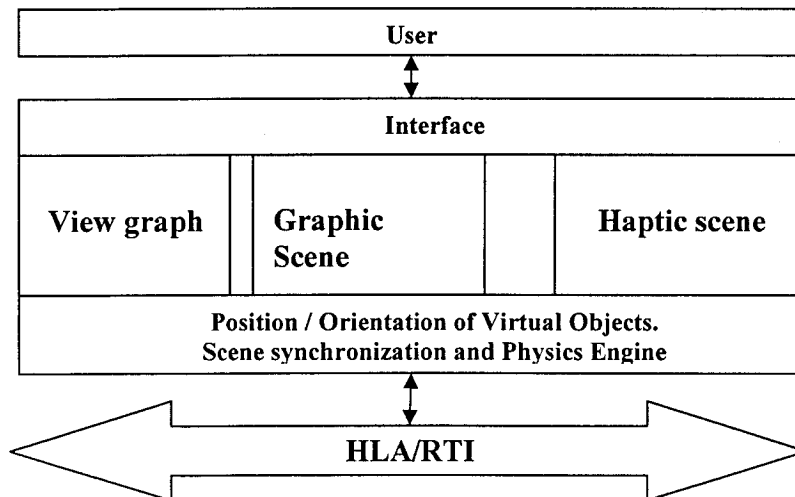 User
Interface
View graph
Graphic
Scene
Haptic scene
Position / Orientation of Virtual Objects.
Scene synchronization and Physics Engine
HLA/RTI